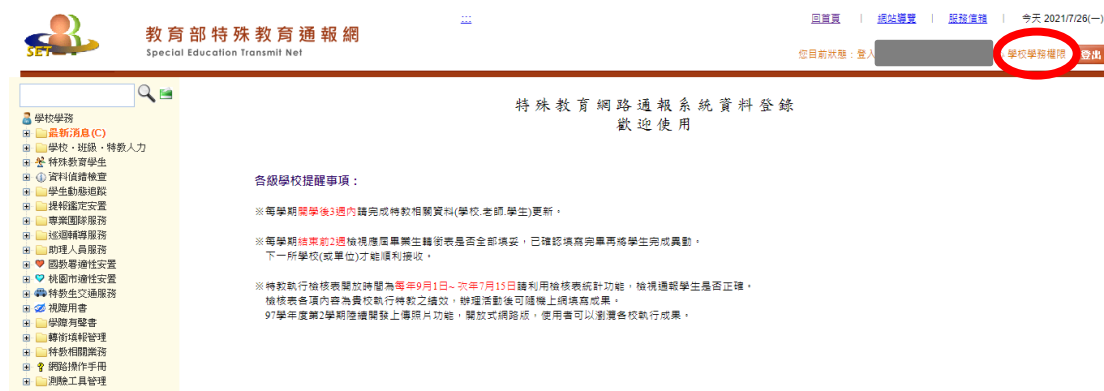 :::
回首頁 | 網站導覽 | 服務信箱 | 今天 2021/7/26(一)
SET
教育部特殊教育通報網
Special Education Transmit Net
您目前狀態：登入 學校學務權限 登出
學校學務
最新消息(C)
學校・班級・特教人力
特殊教育學生
資料偵錯檢查
學生動態追蹤
提報鑑定安置
專業團隊服務
巡迴輔導服務
助理人員服務
國教署適性安置
桃園市適性安置
特教生交通服務
視障用書
學障有聲書
轉銜填報管理
特教相關業務
網路操作手冊
測驗工具管理
特殊教育網路通報系統資料登錄
歡迎使用
各級學校提醒事項：
※每學期開學後3週內請完成特教相關資料(學校.老師.學生)更新。
※每學期結束前2週檢視應屆畢業生轉銜表是否全部填妥，已確認填寫完畢再將學生完成異動。
下一所學校(或單位)才能順利接收。
※特教執行檢核表開放時間為每年9月1日~次年7月15日請利用檢核表統計功能，檢視通報學生是否正確。
檢核表各項內容為貴校執行特教之績效，辦理活動後可隨機上網填寫成果。
97學年度第2學期陸續開發上傳照片功能，開放式網路版，使用者可以瀏灠各校執行成果。